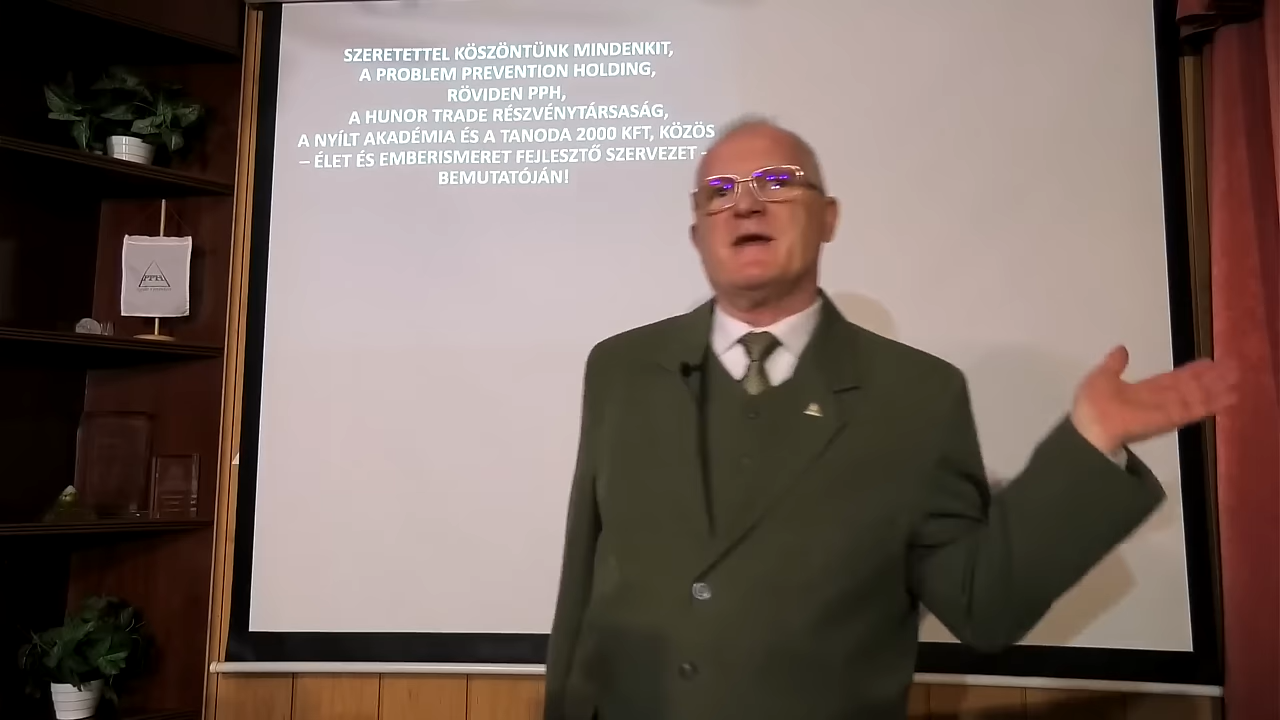 SZERETETTEL KÖSZÖNTÜNK MINDENKIT,
A PROBLEM PREVENTION HOLDING,
RÖVIDEN PPH,
A HUNOR TRADE RÉSZVÉNYTÁRSASÁG,
A NYÍLT AKADÉMIA ÉS A TANODA 2000 KFT, KÖZÖS
– ÉLET ÉS EMBERISMERET FEJLESZTŐ SZERVEZET -
BEMUTATÓJÁN!
PPH